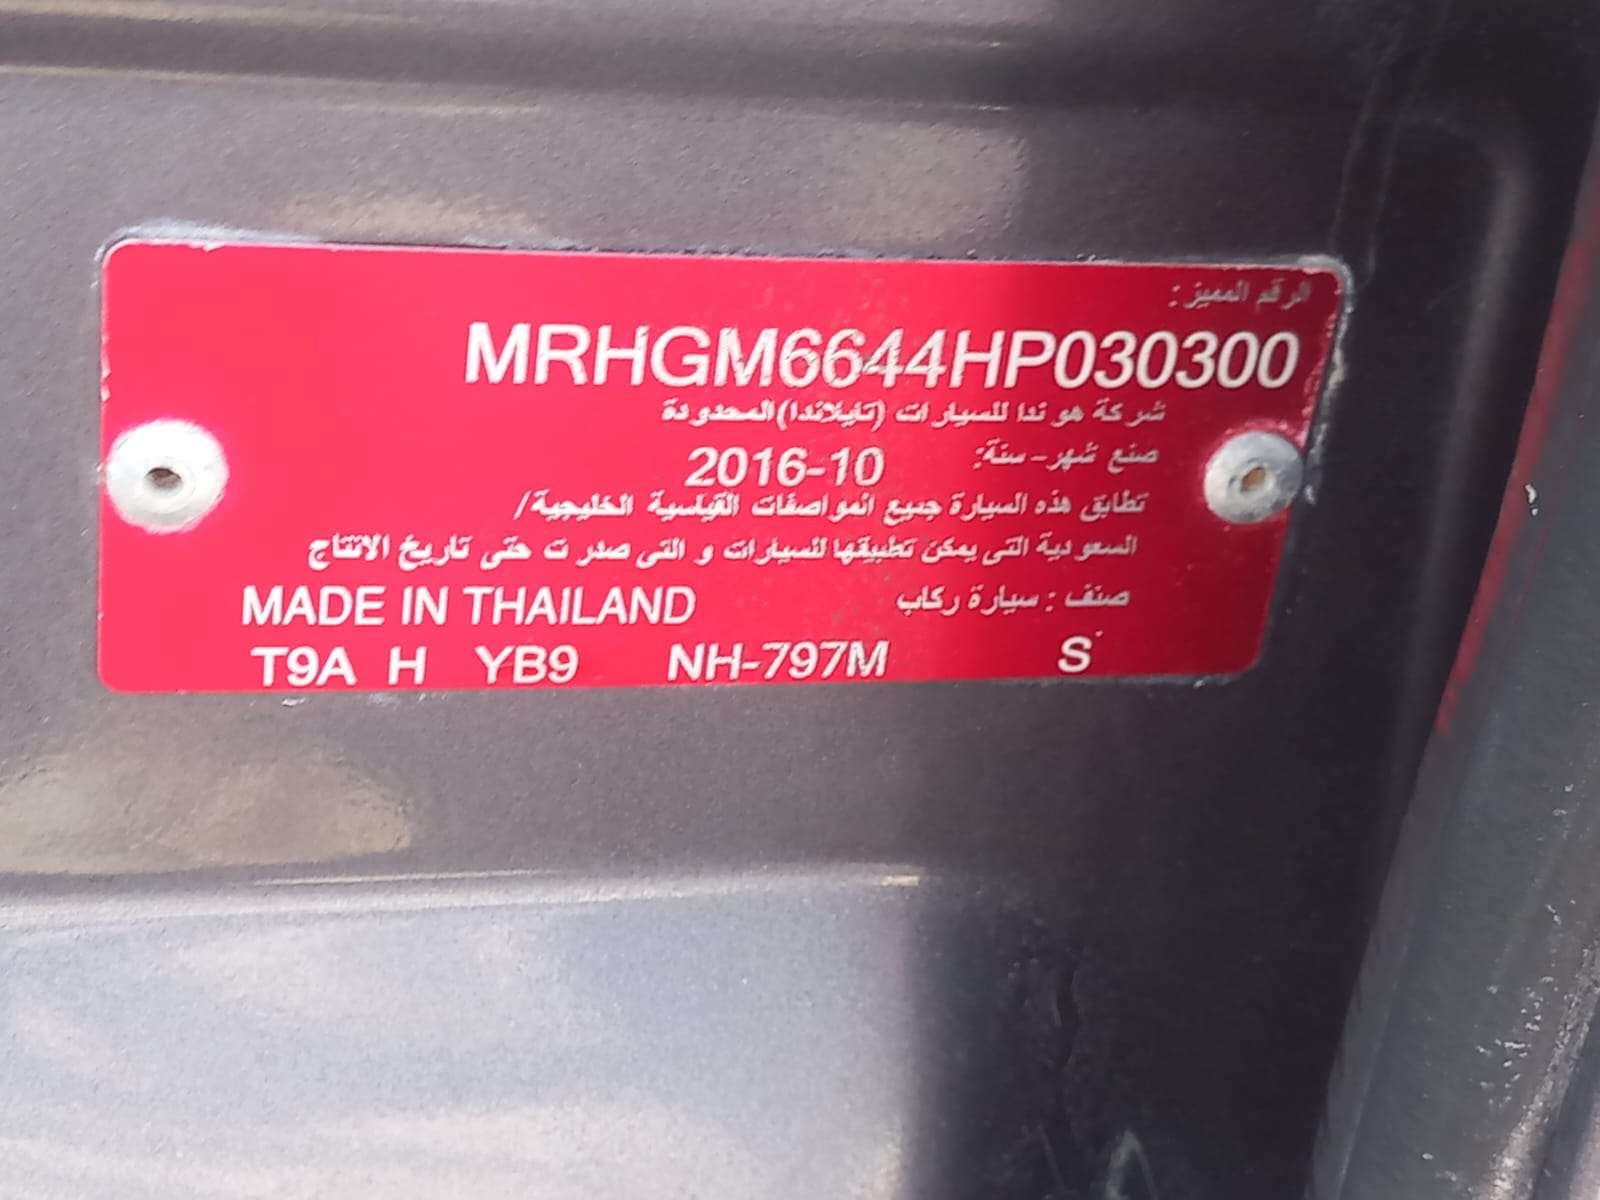 الرقم المميز:
MRHGM6644HP030300
شركة هوندا للسيارات (تايلاندا) المحدودة
صنع شهر-سنة: 2016-10
تطابق هذه السيارة جميع المواصفات القياسية الخليجية/
السعودية التى يمكن تطبيقها للسيارات و التى صدرت حتى تاريخ الانتاج
صنف : سيارة ركاب MADE IN THAILAND
T9A H YB9 NH-797M S